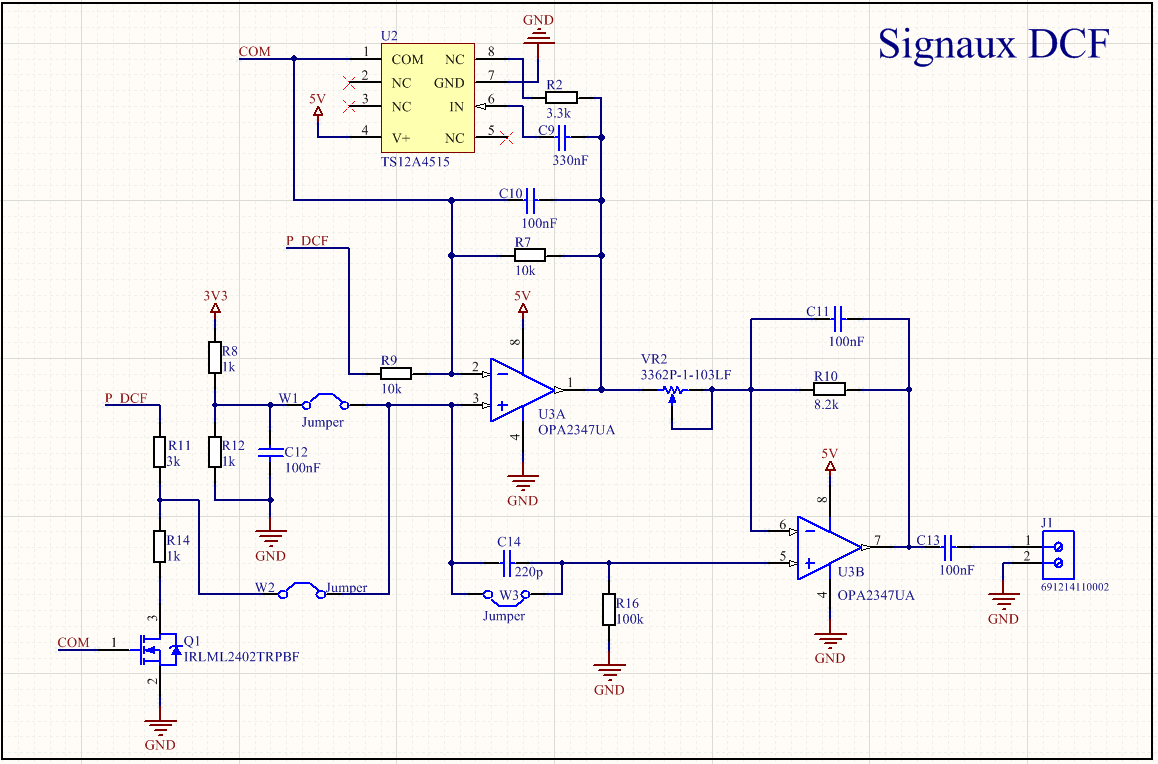 Signaux DCF
GND
U2
COM
1
COM
NC
8
2
NC
GND
7
R2
5V
3
NC
IN
6
3.3k
C9
4
V+
NC
5
330nF
TS12A4515
C10
100nF
P_DCF
R7
10k
3V3
5V
8
R8
1k
R9
10k
2
1
VR2
3362P-1-103LF
C11
100nF
R10
8.2k
P_DCF
W1
Jumper
3
U3A
OPA2347UA
4
R11
3k
R12
1k
C12
100nF
5V
8
GND
R14
1k
GND
6
7
C13
100nF
J1
1
2
691214110002
C14
220p
5
U3B
OPA2347UA
4
W2
Jumper
W3
Jumper
R16
100k
GND
3
COM
1
Q1
IRLML2402TRPBF
2
GND
GND
GND